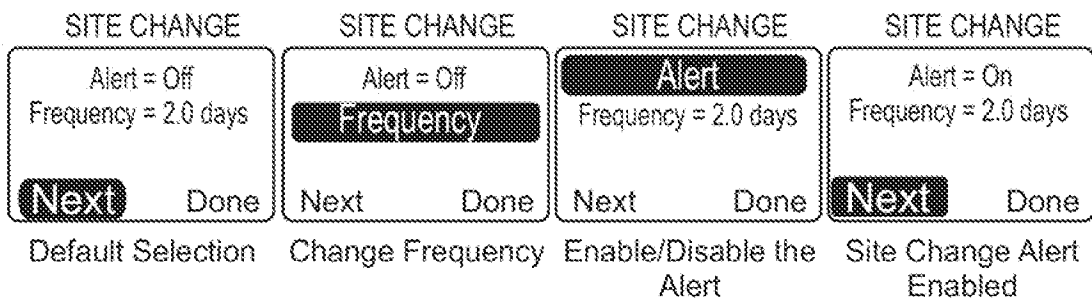 SITE CHANGE
Alert = Off
Frequency = 2.0 days
Next Done
Default Selection
SITE CHANGE
Alert = Off
Frequency
Next Done
Change Frequency
SITE CHANGE
Alert
Frequency = 2.0 days
Next Done
Enable/Disable the
Alert
SITE CHANGE
Alert = On
Frequency = 2.0 days
Next Done
Site Change Alert
Enabled